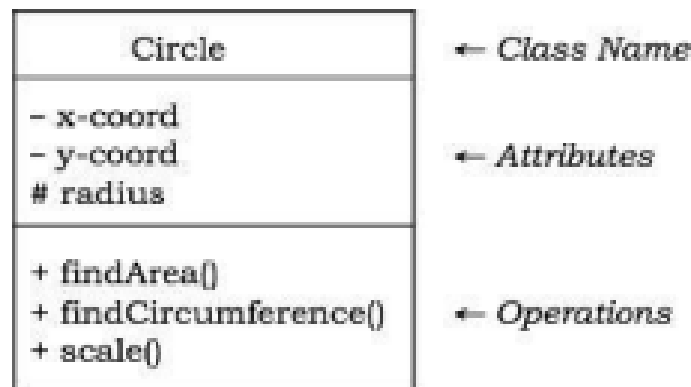 Circle ← Class Name
– x-coord
– y-coord ← Attributes
# radius
+ findArea()
+ findCircumference() ← Operations
+ scale()